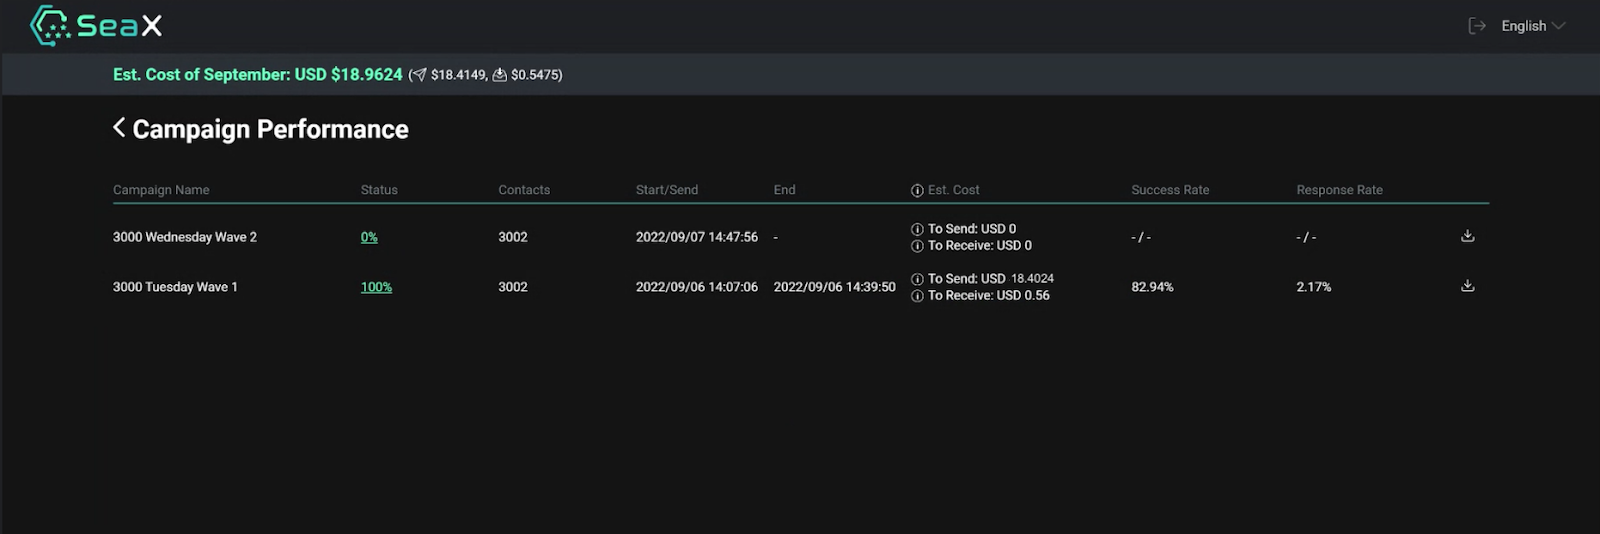 SeaX
English
Est. Cost of September: USD $18.9624 ($18.4149, $0.5475)
Campaign Performance
Campaign Name Status Contacts Start/Send End Est. Cost Success Rate Response Rate
3000 Wednesday Wave 2 0% 3002 2022/09/07 14:47:56 - To Send: USD 0 - / - - / -
To Receive: USD 0
3000 Tuesday Wave 1 100% 3002 2022/09/06 14:07:06 2022/09/06 14:39:50 To Send: USD 18.4024 82.94% 2.17%
To Receive: USD 0.56